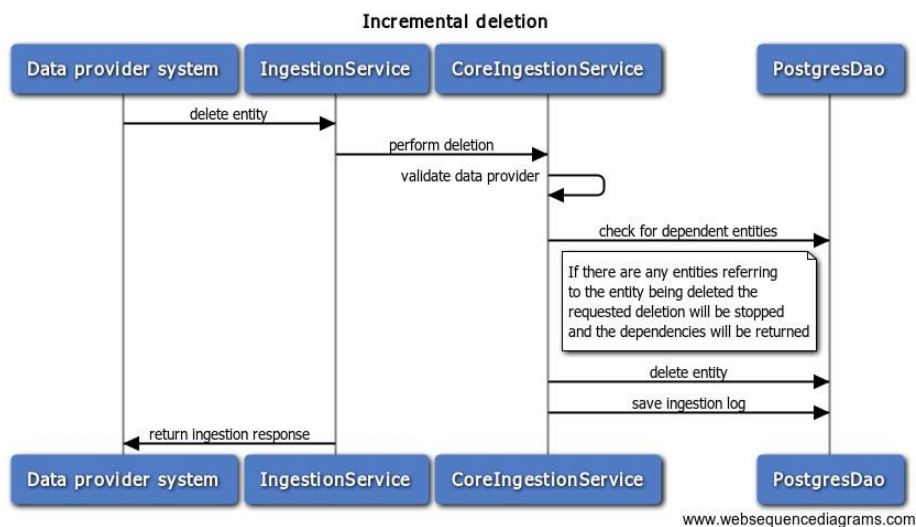 Incremental deletion
Data provider system
IngestionService
CoreIngestionService
PostgresDao
delete entity
perform deletion
validate data provider
check for dependent entities
If there are any entities referring
to the entity being deleted the
requested deletion will be stopped
and the dependencies will be returned
delete entity
save ingestion log
return ingestion response
Data provider system
IngestionService
CoreIngestionService
PostgresDao
www.websequencediagrams.com